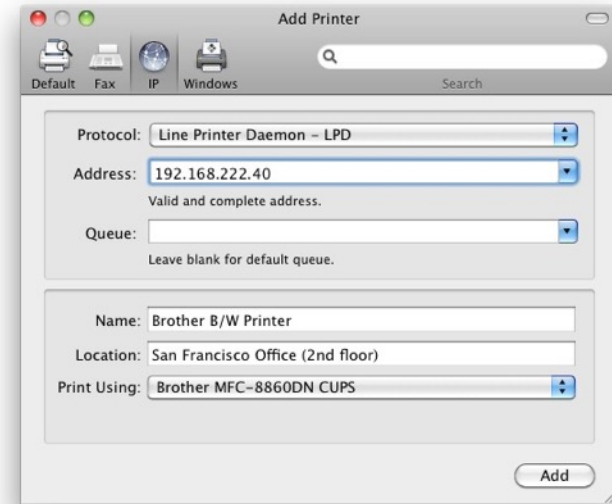 Add Printer
Default Fax IP Windows Search
Protocol: Line Printer Daemon – LPD
Address: 192.168.222.40
Valid and complete address.
Queue:
Leave blank for default queue.
Name: Brother B/W Printer
Location: San Francisco Office (2nd floor)
Print Using: Brother MFC-8860DN CUPS
Add